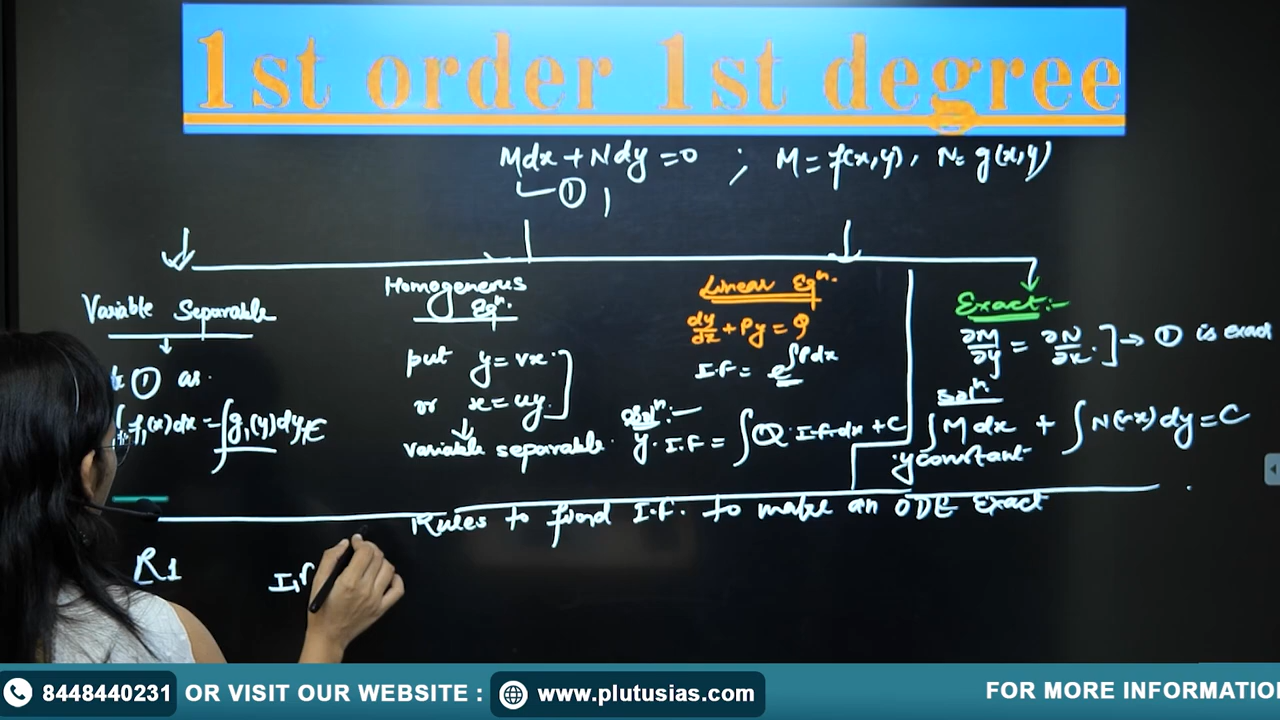 1st order 1st degree
Mdx + Ndy = 0 ; M = f(x,y), N = g(x,y)
①
Variable Separable
① as
f₁(x)dx = ∫g₁(y)dy + C
Homogeneous
Eqⁿ.
put y = vx.
or x = uy.
variable separable.
Linear Eqⁿ.
dy/dx + Py = Q
I.F = e^∫Pdx
Solⁿ:-
y. I.F = ∫Q. I.F. dx + C
Exact:-
∂M/∂y = ∂N/∂x.] → ① is exact
Solⁿ.
∫M dx + ∫N(-x)dy = C
y constant
Rules to find I.F. to make an ODE Exact
R1
8448440231 OR VISIT OUR WEBSITE : www.plutusias.com
FOR MORE INFORMATIO